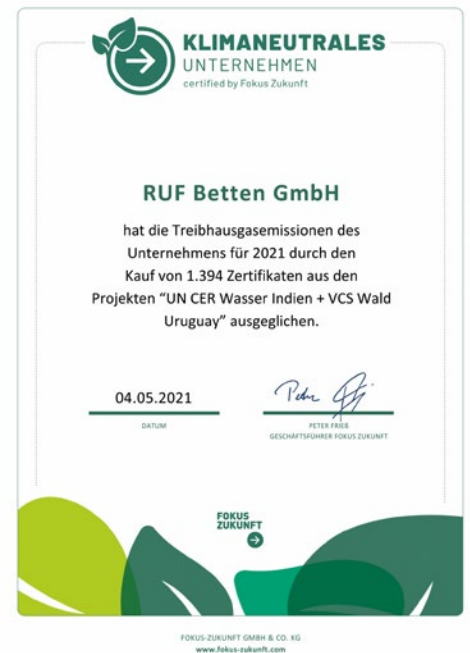 KLIMANEUTRALES
UNTERNEHMEN
certified by Fokus Zukunft
RUF Betten GmbH
hat die Treibhausgasemissionen des
Unternehmens für 2021 durch den
Kauf von 1.394 Zertifikaten aus den
Projekten “UN CER Wasser Indien + VCS Wald
Uruguay” ausgeglichen.
04.05.2021
DATUM
PETER FRIEß
GESCHÄFTSFÜHRER FOKUS ZUKUNFT
FOKUS
ZUKUNFT
FOKUS-ZUKUNFT GMBH & CO. KG
www.fokus-zukunft.com